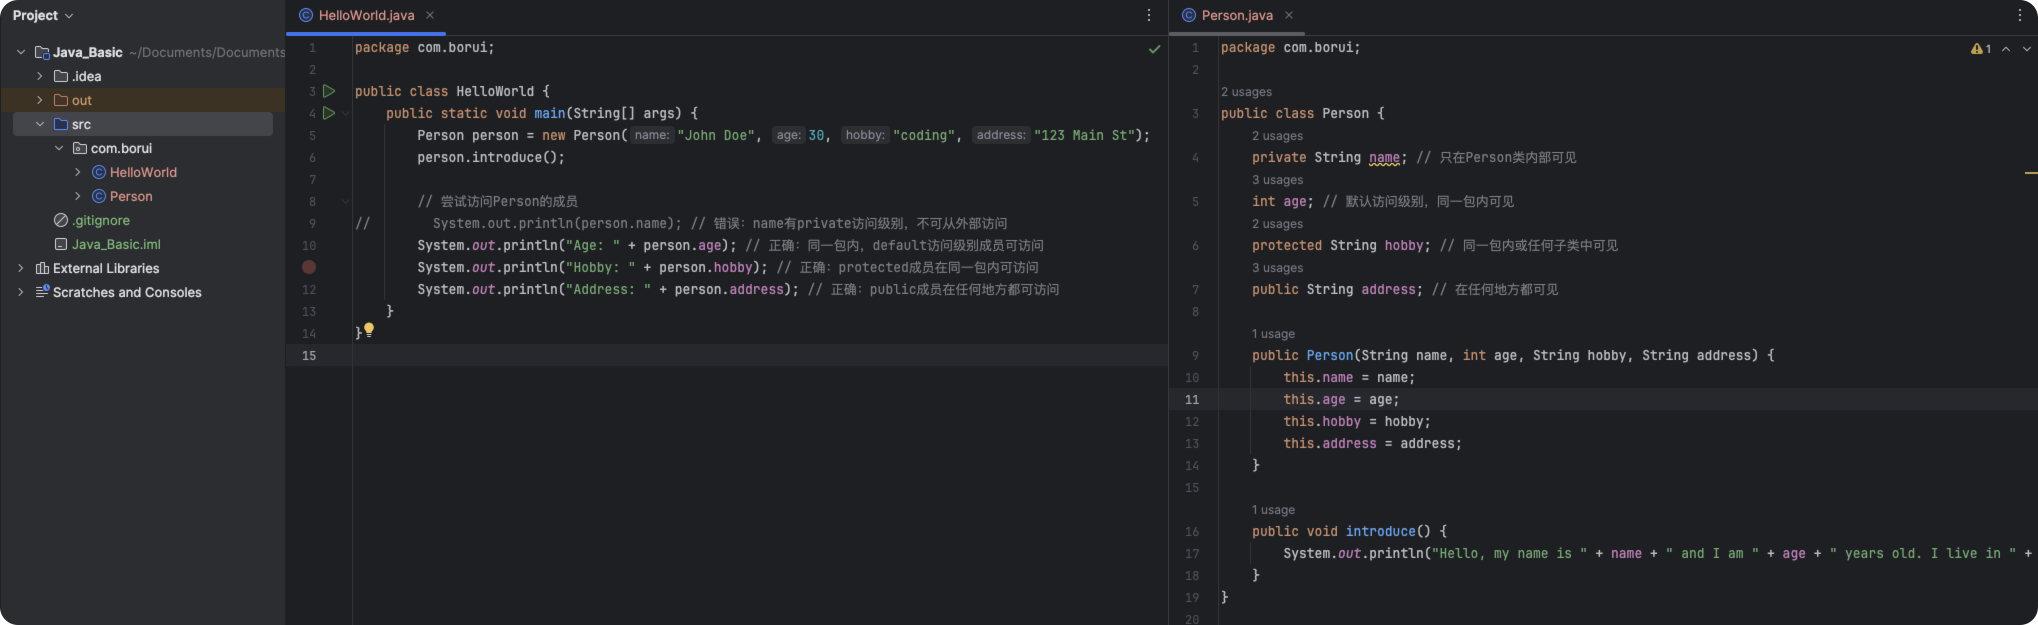 Project
Java_Basic ~/Documents/Documents
.idea
out
src
com.borui
HelloWorld
Person
.gitignore
Java_Basic.iml
External Libraries
Scratches and Consoles
HelloWorld.java
1 package com.borui;
2
3 public class HelloWorld {
4 public static void main(String[] args) {
5 Person person = new Person( name: "John Doe", age: 30, hobby: "coding", address: "123 Main St");
6 person.introduce();
7
8 // 尝试访问Person的成员
9 // System.out.println(person.name); // 错误：name有private访问级别，不可从外部访问
10 System.out.println("Age: " + person.age); // 正确：同一包内，default访问级别成员可访问
System.out.println("Hobby: " + person.hobby); // 正确：protected成员在同一包内可访问
12 System.out.println("Address: " + person.address); // 正确：public成员在任何地方都可访问
13 }
14 }
15
Person.java
1 package com.borui;
1
2
2 usages
3 public class Person {
2 usages
4 private String name; // 只在Person类内部可见
3 usages
5 int age; // 默认访问级别，同一包内可见
2 usages
6 protected String hobby; // 同一包内或任何子类中可见
3 usages
7 public String address; // 在任何地方都可见
8
1 usage
9 public Person(String name, int age, String hobby, String address) {
10 this.name = name;
11 this.age = age;
12 this.hobby = hobby;
13 this.address = address;
14 }
15
1 usage
16 public void introduce() {
17 System.out.println("Hello, my name is " + name + " and I am " + age + " years old. I live in " +
18 }
19 }
20